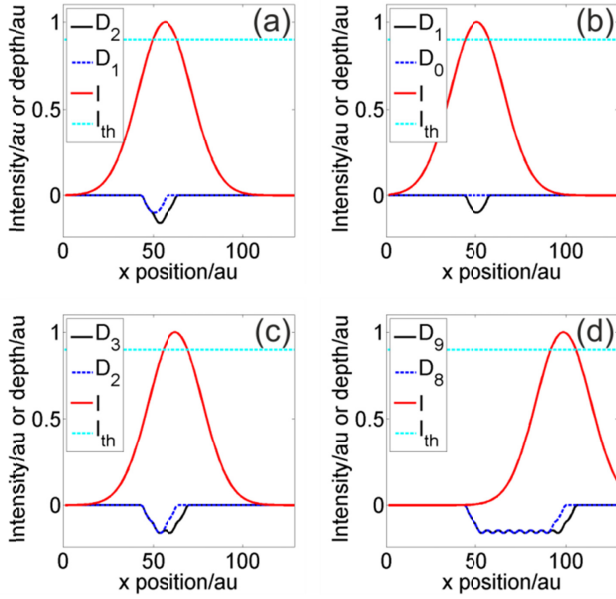 (a)
D₂
D₁
I
Iₜₕ
1
0.5
0
Intensity/au or depth/au
0 50 100
x position/au
(b)
D₁
D₀
I
Iₜₕ
1
0.5
0
Intensity/au or depth/au
0 50 100
x position/au
(c)
D₃
D₂
I
Iₜₕ
1
0.5
0
Intensity/au or depth/au
0 50 100
x position/au
(d)
D₉
D₈
I
Iₜₕ
1
0.5
0
Intensity/au or depth/au
0 50 100
x position/au